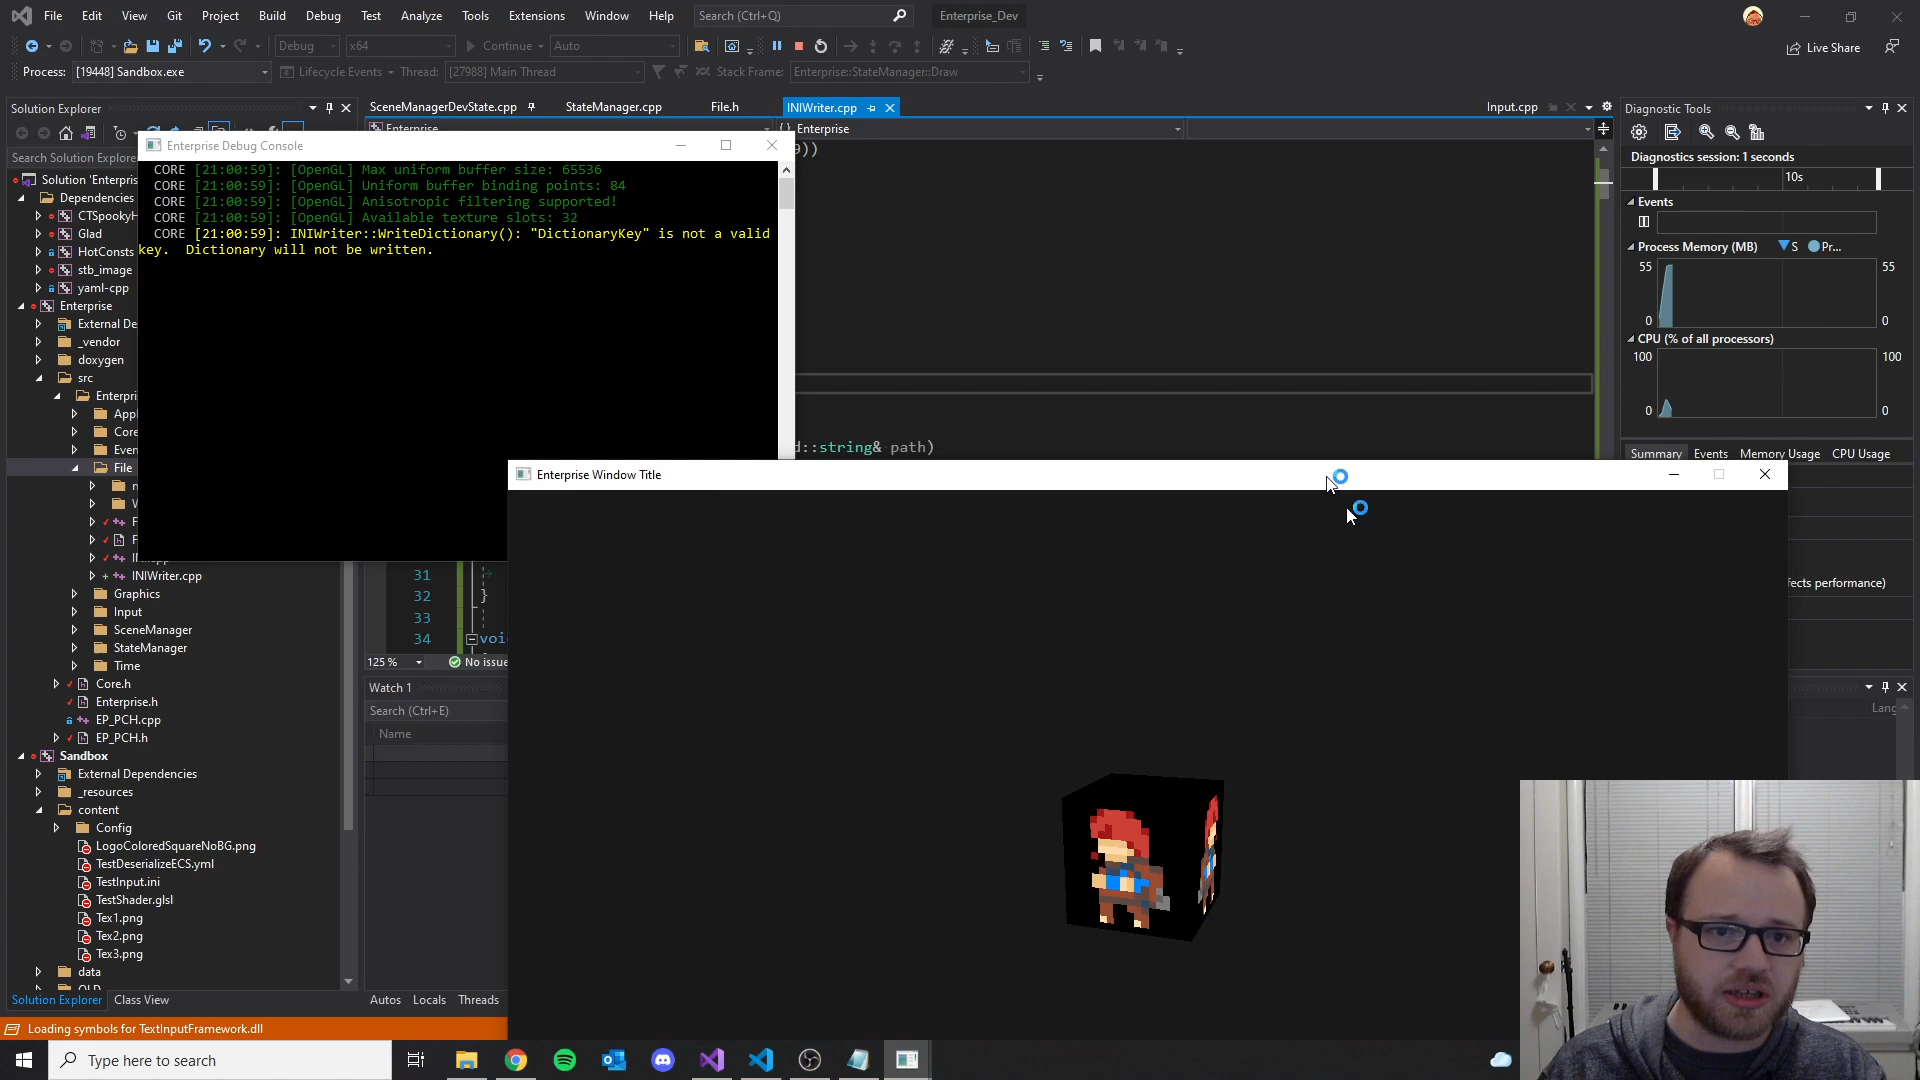 File Edit View Git Project Build Debug Test Analyze Tools Extensions Window Help Search (Ctrl+Q) Enterprise_Dev
Debug x64 Continue Auto Live Share
Process: [19448] Sandbox.exe Lifecycle Events Thread: [27988] Main Thread Stack Frame: Enterprise::StateManager::Draw
Solution Explorer
Search Solution Explore
Solution 'Enterpris
Dependencies
CTSpookyH
Glad
HotConsts
stb_image
yaml-cpp
Enterprise
External De
_vendor
doxygen
src
Enterpri
Appl
Core
Even
File
INIWriter.cpp
Graphics
Input
SceneManager
StateManager
Time
Core.h
Enterprise.h
EP_PCH.cpp
EP_PCH.h
Sandbox
External Dependencies
_resources
content
Config
LogoColoredSquareNoBG.png
TestDeserializeECS.yml
TestInput.ini
TestShader.glsl
Tex1.png
Tex2.png
Tex3.png
data
Solution Explorer Class View
SceneManagerDevState.cpp StateManager.cpp File.h INIWriter.cpp Input.cpp
Enterprise Enterprise
Enterprise Debug Console
CORE [21:00:59]: [OpenGL] Max uniform buffer size: 65536
CORE [21:00:59]: [OpenGL] Uniform buffer binding points: 84
CORE [21:00:59]: [OpenGL] Anisotropic filtering supported!
CORE [21:00:59]: [OpenGL] Available texture slots: 32
CORE [21:00:59]: INIWriter::WriteDictionary(): "DictionaryKey" is not a valid
key. Dictionary will not be written.
))
::string& path)
Enterprise Window Title
31
32 }
33
34 voi
125 % No issue
Watch 1
Search (Ctrl+E)
Name
Autos Locals Threads
Diagnostic Tools
Diagnostics session: 1 seconds
10s
Events
Process Memory (MB) S Pr...
55 55
0 0
CPU (% of all processors)
100 100
0 0
Summary Events Memory Usage CPU Usage
fects performance)
Lang
Loading symbols for TextInputFramework.dll
Type here to search